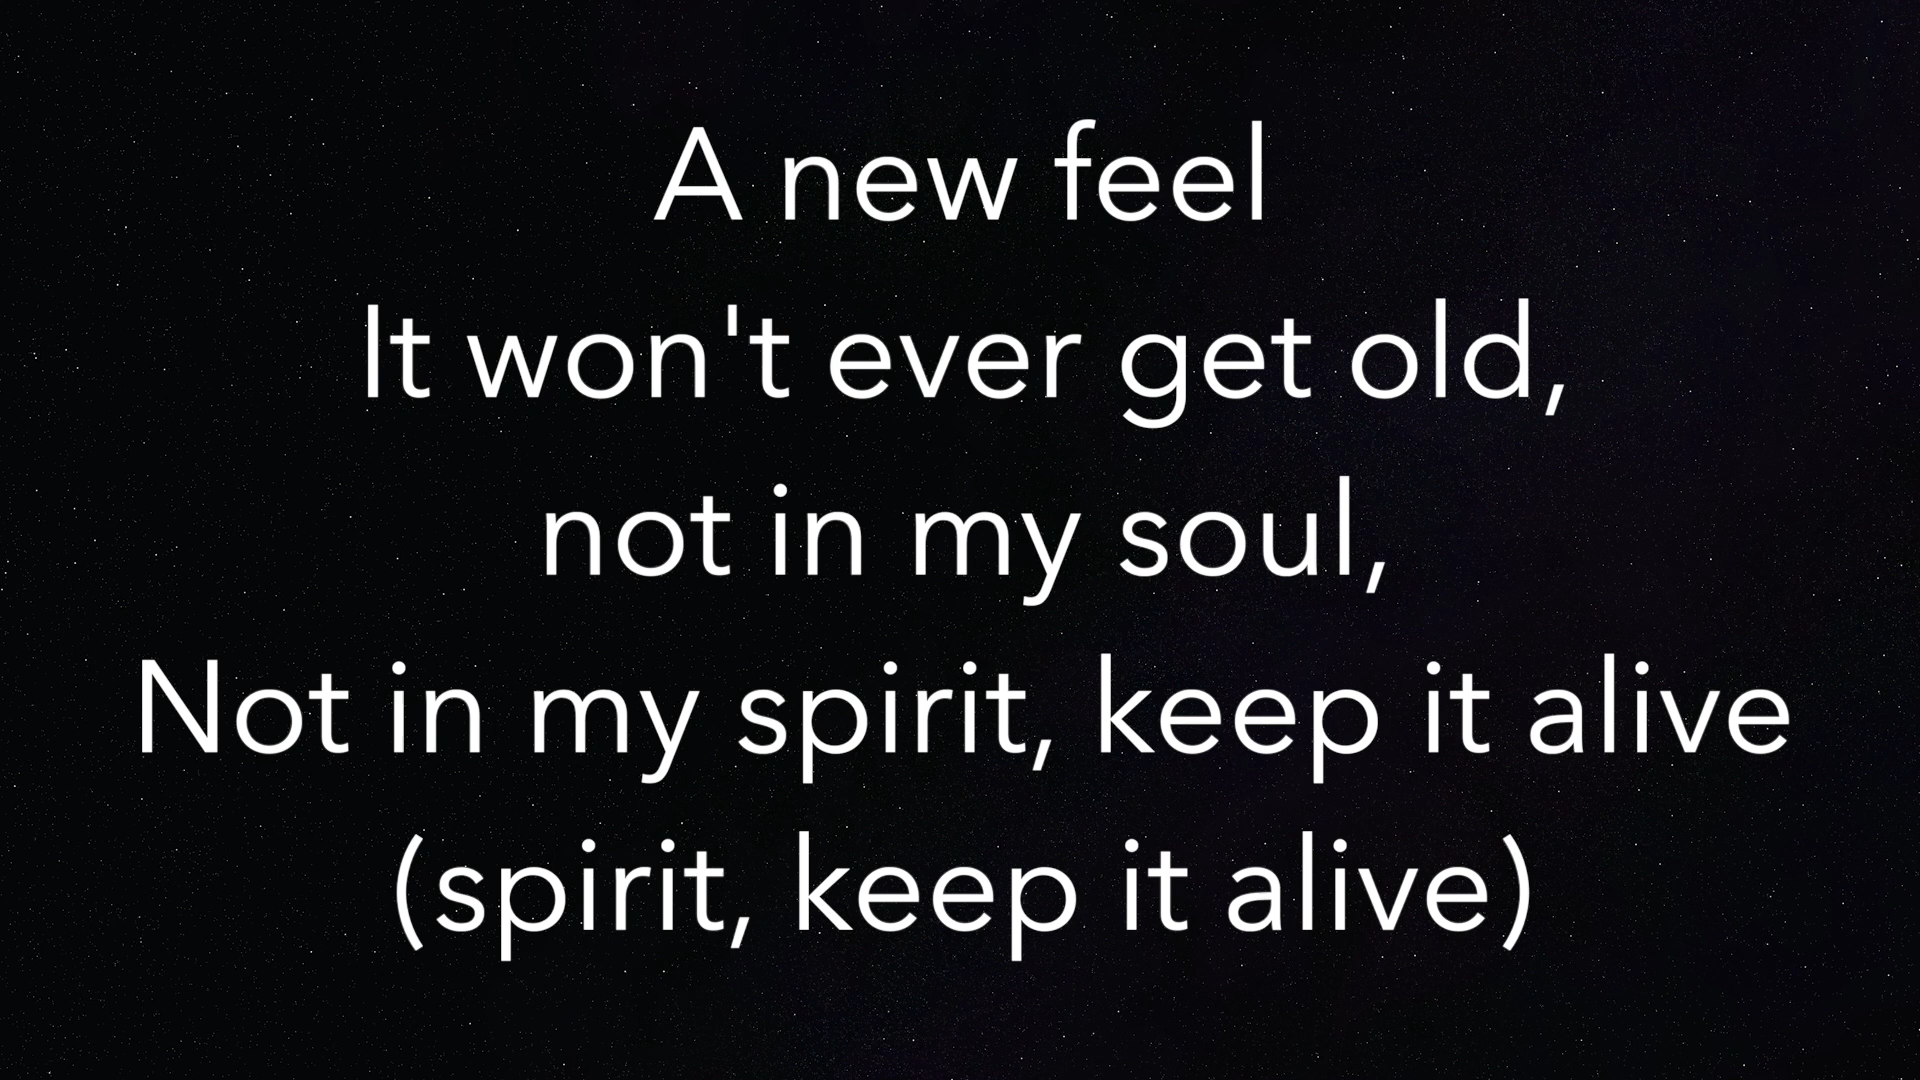 A new feel
It won't ever get old,
not in my soul,
Not in my spirit, keep it alive
(spirit, keep it alive)